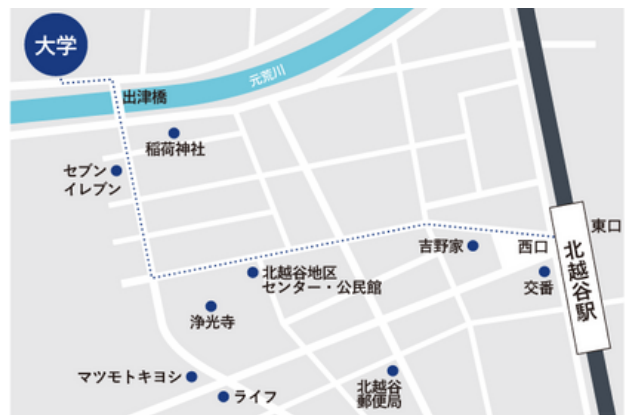 大学
元荒川
出津橋
稲荷神社
セブン
イレブン
東口
吉野家
西口
北越谷駅
北越谷地区
センター・公民館
交番
浄光寺
マツモトキヨシ
ライフ
北越谷
郵便局